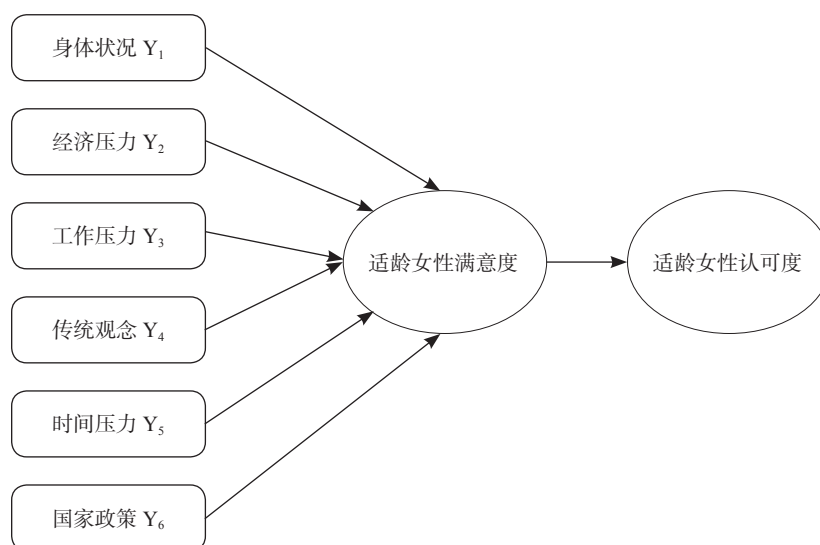 身体状况 Y₁
经济压力 Y₂
工作压力 Y₃
传统观念 Y₄
时间压力 Y₅
国家政策 Y₆
适龄女性满意度
适龄女性认可度